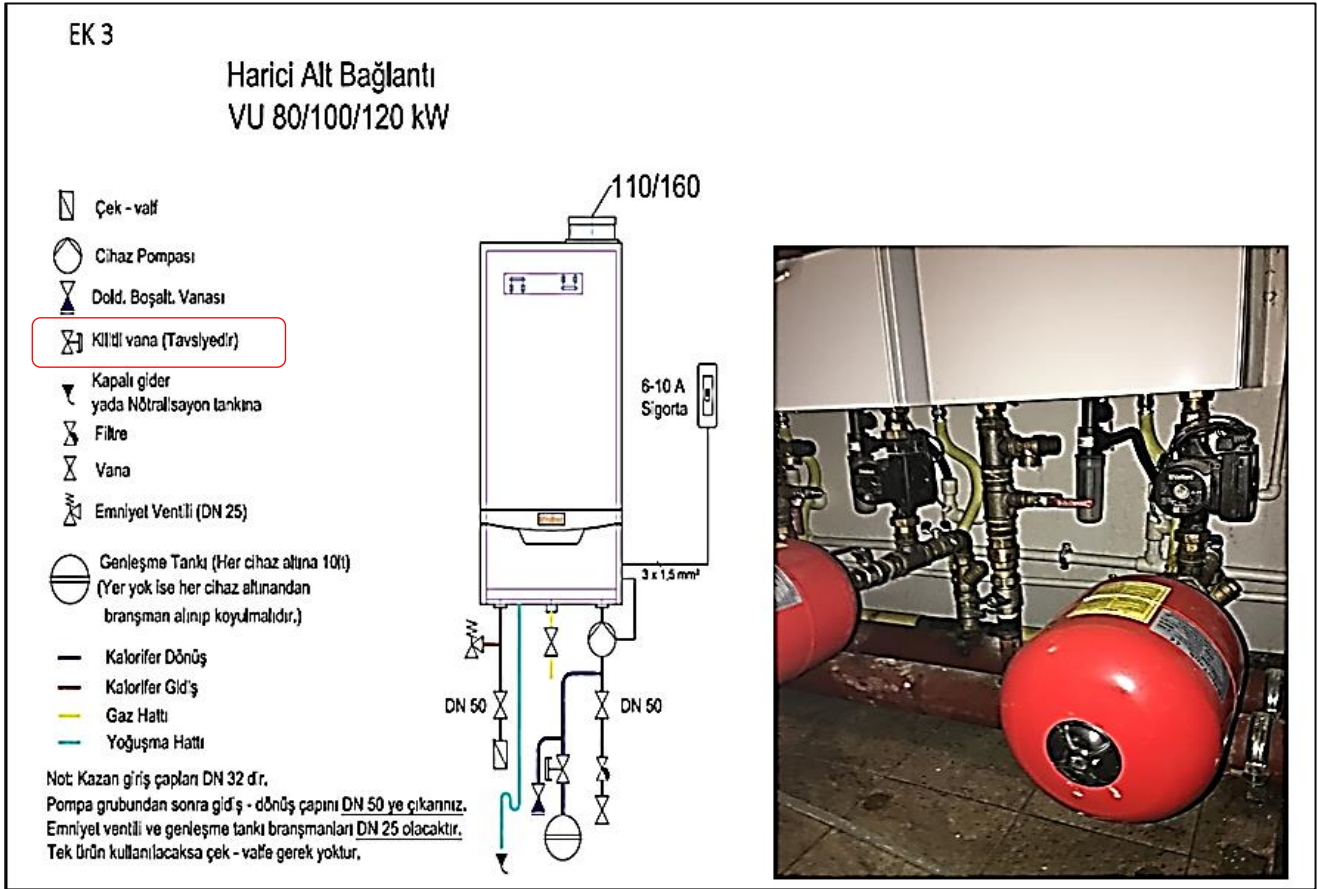 EK 3
Harici Alt Bağlantı
VU 80/100/120 kW
Çek - valf
Cihaz Pompası
Dold. Boşalt. Vanası
Kilitli vana (Tavsiyedir)
Kapalı gider
yada Nötralisayon tankına
Filtre
Vana
Emniyet Ventili (DN 25)
Genleşme Tankı (Her cihaz altına 10lt)
(Yer yok ise her cihaz altınandan
branşman alınıp koyulmalıdır.)
Kalorifer Dönüş
Kalorifer Gidiş
Gaz Hattı
Yoğuşma Hattı
110/160
6-10 A
Sigorta
3 x 1,5 mm²
DN 50
DN 50
Not: Kazan giriş çapları DN 32 dir.
Pompa grubundan sonra gidiş - dönüş çapını DN 50 ye çıkarınız.
Emniyet ventili ve genleşme tankı branşmanları DN 25 olacaktır.
Tek ürün kullanılacaksa çek - valfe gerek yoktur.